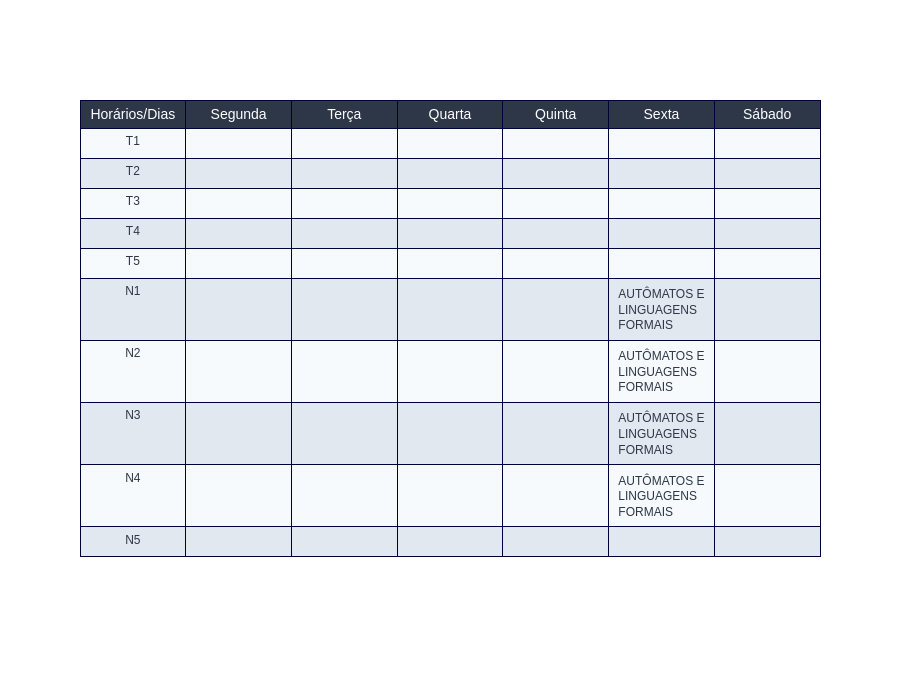 Horários/Dias Segunda Terça Quarta Quinta Sexta Sábado
T1
T2
T3
T4
T5
N1 AUTÔMATOS E
LINGUAGENS
FORMAIS
N2 AUTÔMATOS E
LINGUAGENS
FORMAIS
N3 AUTÔMATOS E
LINGUAGENS
FORMAIS
N4 AUTÔMATOS E
LINGUAGENS
FORMAIS
N5